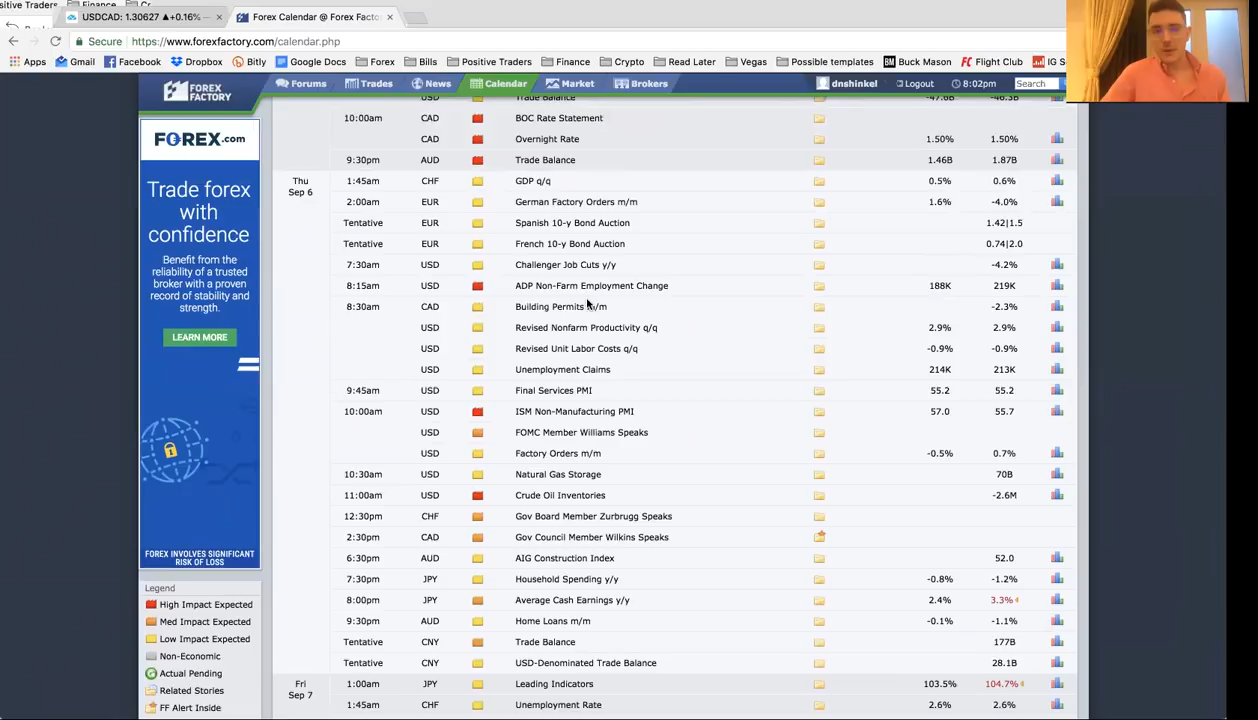 sitive Traders Finance Cr
USDCAD: 1.30627 ▲+0.16% — ×
Forex Calendar @ Forex Facto ×
Secure https://www.forexfactory.com/calendar.php
Apps Gmail Facebook Dropbox Bitly Google Docs Forex Bills Positive Traders Finance Crypto Read Later Vegas Possible templates Buck Mason Flight Club IG S
FOREX FACTORY
Forums Trades News Calendar Market Brokers dnshinkel Logout 8:02pm Search
FOREX.com
Trade forex
with
confidence
Benefit from the
reliability of a trusted
broker with a proven
record of stability and
strength.
LEARN MORE
FOREX INVOLVES SIGNIFICANT
RISK OF LOSS
Legend
High Impact Expected
Med Impact Expected
Low Impact Expected
Non-Economic
Actual Pending
Related Stories
FF Alert Inside
USD Trade Balance -47.6B -46.3B
10:00am CAD BOC Rate Statement
CAD Overnight Rate 1.50% 1.50%
9:30pm AUD Trade Balance 1.46B 1.87B
Thu
Sep 6
1:45am CHF GDP q/q 0.5% 0.6%
2:00am EUR German Factory Orders m/m 1.6% -4.0%
Tentative EUR Spanish 10-y Bond Auction 1.42|1.5
Tentative EUR French 10-y Bond Auction 0.74|2.0
7:30am USD Challenger Job Cuts y/y -4.2%
8:15am USD ADP Non-Farm Employment Change 188K 219K
8:30am CAD Building Permits m/m -2.3%
USD Revised Nonfarm Productivity q/q 2.9% 2.9%
USD Revised Unit Labor Costs q/q -0.9% -0.9%
USD Unemployment Claims 214K 213K
9:45am USD Final Services PMI 55.2 55.2
10:00am USD ISM Non-Manufacturing PMI 57.0 55.7
USD FOMC Member Williams Speaks
USD Factory Orders m/m -0.5% 0.7%
10:30am USD Natural Gas Storage 70B
11:00am USD Crude Oil Inventories -2.6M
12:30pm CHF Gov Board Member Zurbrugg Speaks
2:30pm CAD Gov Council Member Wilkins Speaks
6:30pm AUD AIG Construction Index 52.0
7:30pm JPY Household Spending y/y -0.8% -1.2%
8:00pm JPY Average Cash Earnings y/y 2.4% 3.3%
9:30pm AUD Home Loans m/m -0.1% -1.1%
Tentative CNY Trade Balance 177B
Tentative CNY USD-Denominated Trade Balance 28.1B
Fri
Sep 7
1:00am JPY Leading Indicators 103.5% 104.7%
1:45am CHF Unemployment Rate 2.6% 2.6%